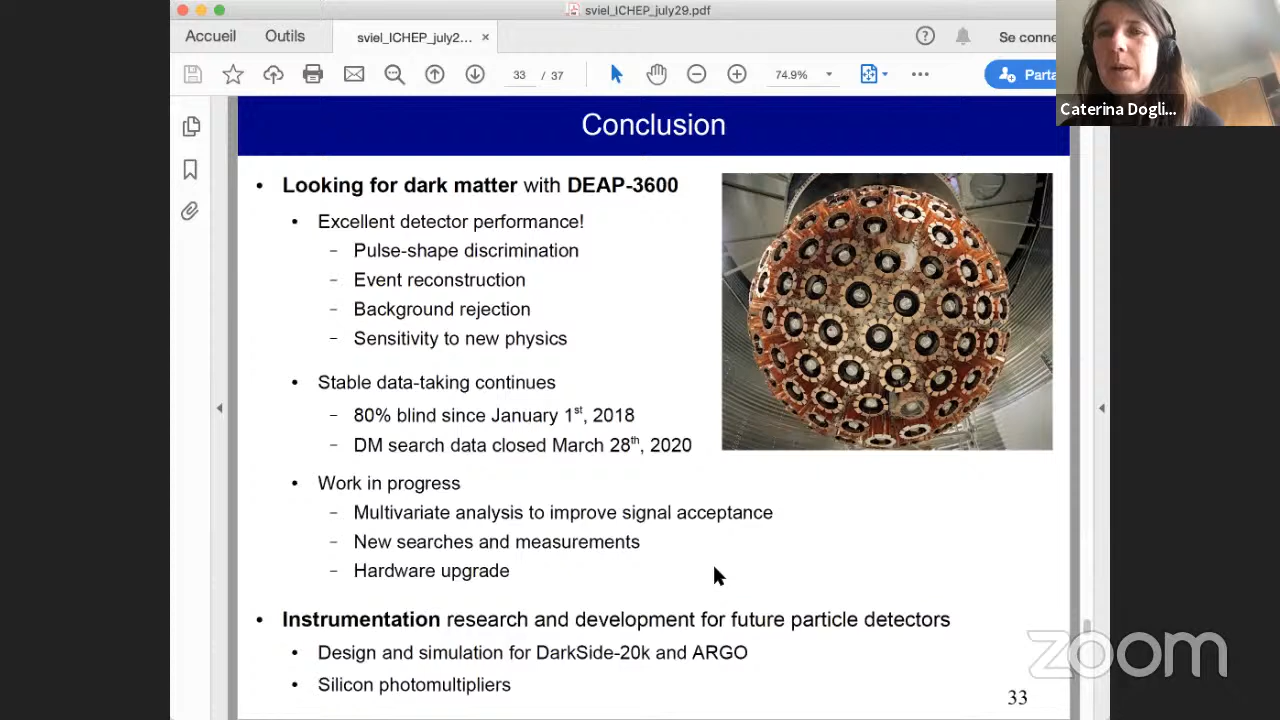 sviel_ICHEP_july29.pdf
Accueil
Outils
sviel_ICHEP_july2... ×
Se conne
33 / 37
74.9%
Parta
Caterina Dogli...
Conclusion
• Looking for dark matter with DEAP-3600
• Excellent detector performance!
– Pulse-shape discrimination
– Event reconstruction
– Background rejection
– Sensitivity to new physics
• Stable data-taking continues
– 80% blind since January 1st, 2018
– DM search data closed March 28th, 2020
• Work in progress
– Multivariate analysis to improve signal acceptance
– New searches and measurements
– Hardware upgrade
• Instrumentation research and development for future particle detectors
• Design and simulation for DarkSide-20k and ARGO
• Silicon photomultipliers
33
zoom